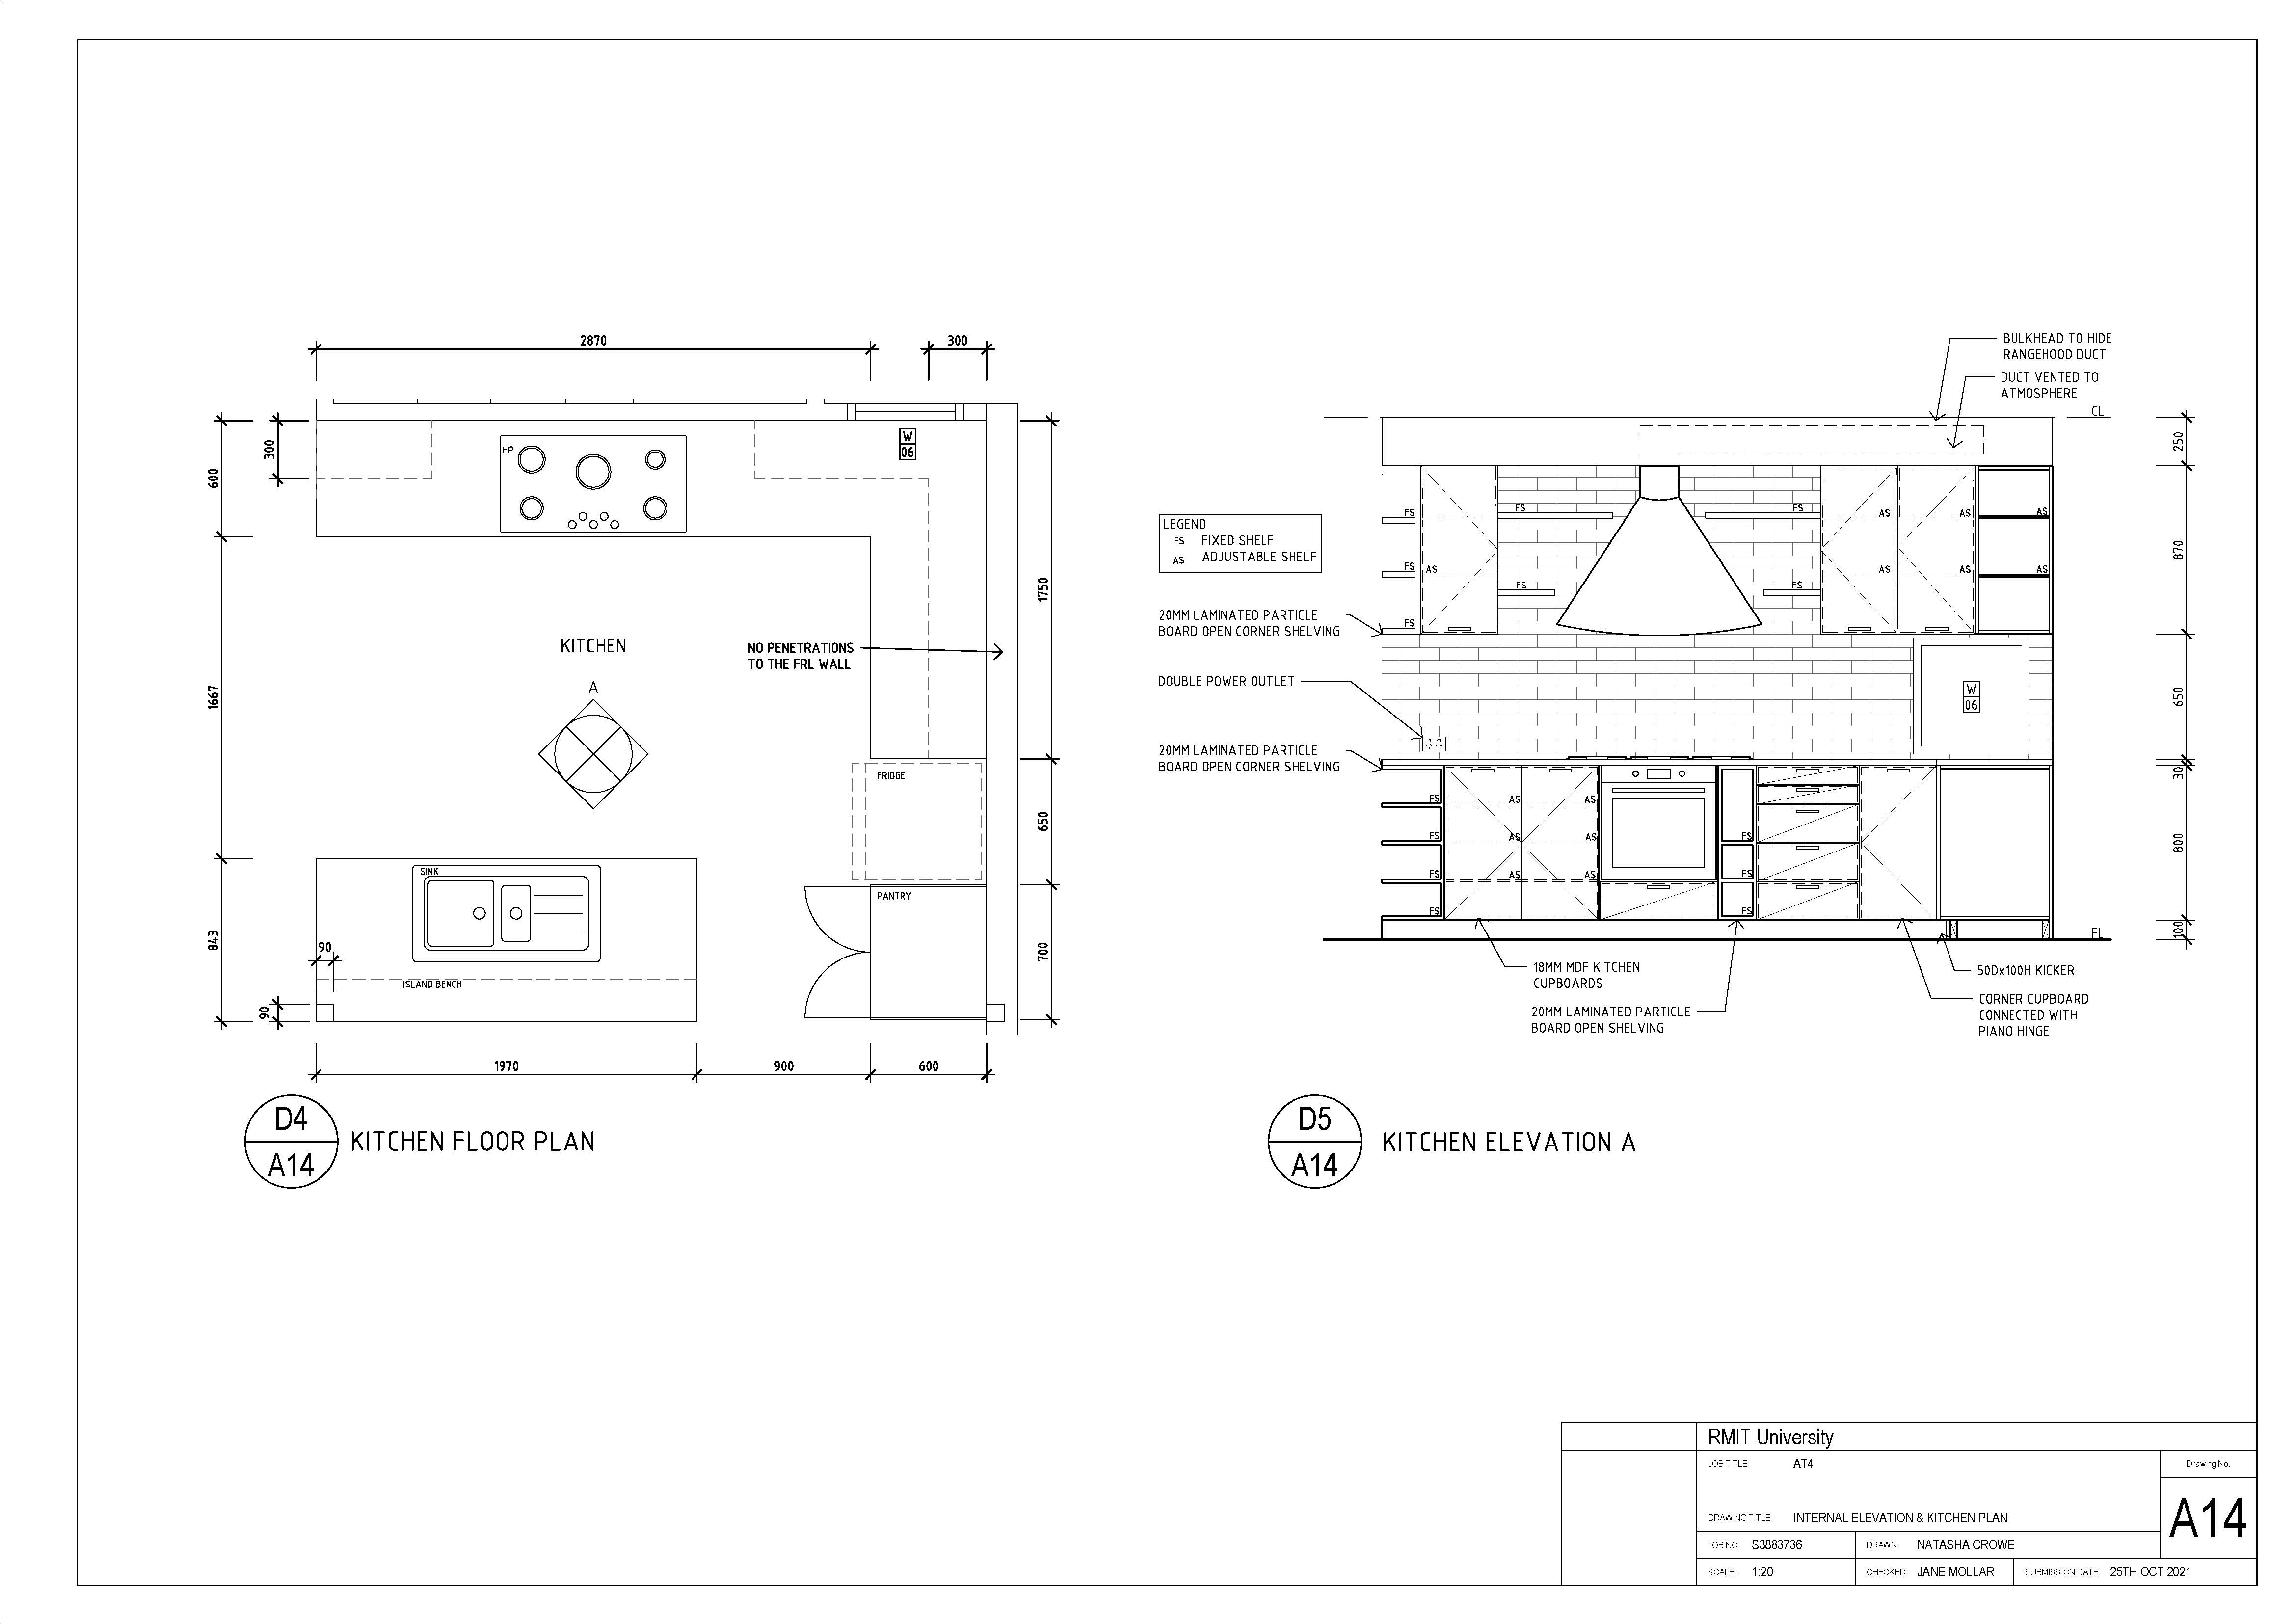 2870
300
600
300
1667
843
90
90
HP
W
06
1750
KITCHEN
NO PENETRATIONS
TO THE FRL WALL
A
FRIDGE
650
SINK
PANTRY
700
ISLAND BENCH
1970
900
600
D4
A14
KITCHEN FLOOR PLAN
BULKHEAD TO HIDE
RANGEHOOD DUCT
DUCT VENTED TO
ATMOSPHERE
CL
250
870
650
30
800
100
LEGEND
FS FIXED SHELF
AS ADJUSTABLE SHELF
20MM LAMINATED PARTICLE
BOARD OPEN CORNER SHELVING
DOUBLE POWER OUTLET
20MM LAMINATED PARTICLE
BOARD OPEN CORNER SHELVING
FS FS FS AS AS AS
FS AS AS AS AS
FS FS
FS
W
06
FS AS AS
FS AS AS FS
FS AS AS FS
FS FS
FL
18MM MDF KITCHEN
CUPBOARDS
20MM LAMINATED PARTICLE
BOARD OPEN SHELVING
50Dx100H KICKER
CORNER CUPBOARD
CONNECTED WITH
PIANO HINGE
D5
A14
KITCHEN ELEVATION A
RMIT University
JOB TITLE: AT4
Drawing No.
A14
DRAWING TITLE: INTERNAL ELEVATION & KITCHEN PLAN
JOB NO. S3883736 DRAWN: NATASHA CROWE
SCALE: 1:20 CHECKED: JANE MOLLAR SUBMISSION DATE: 25TH OCT 2021